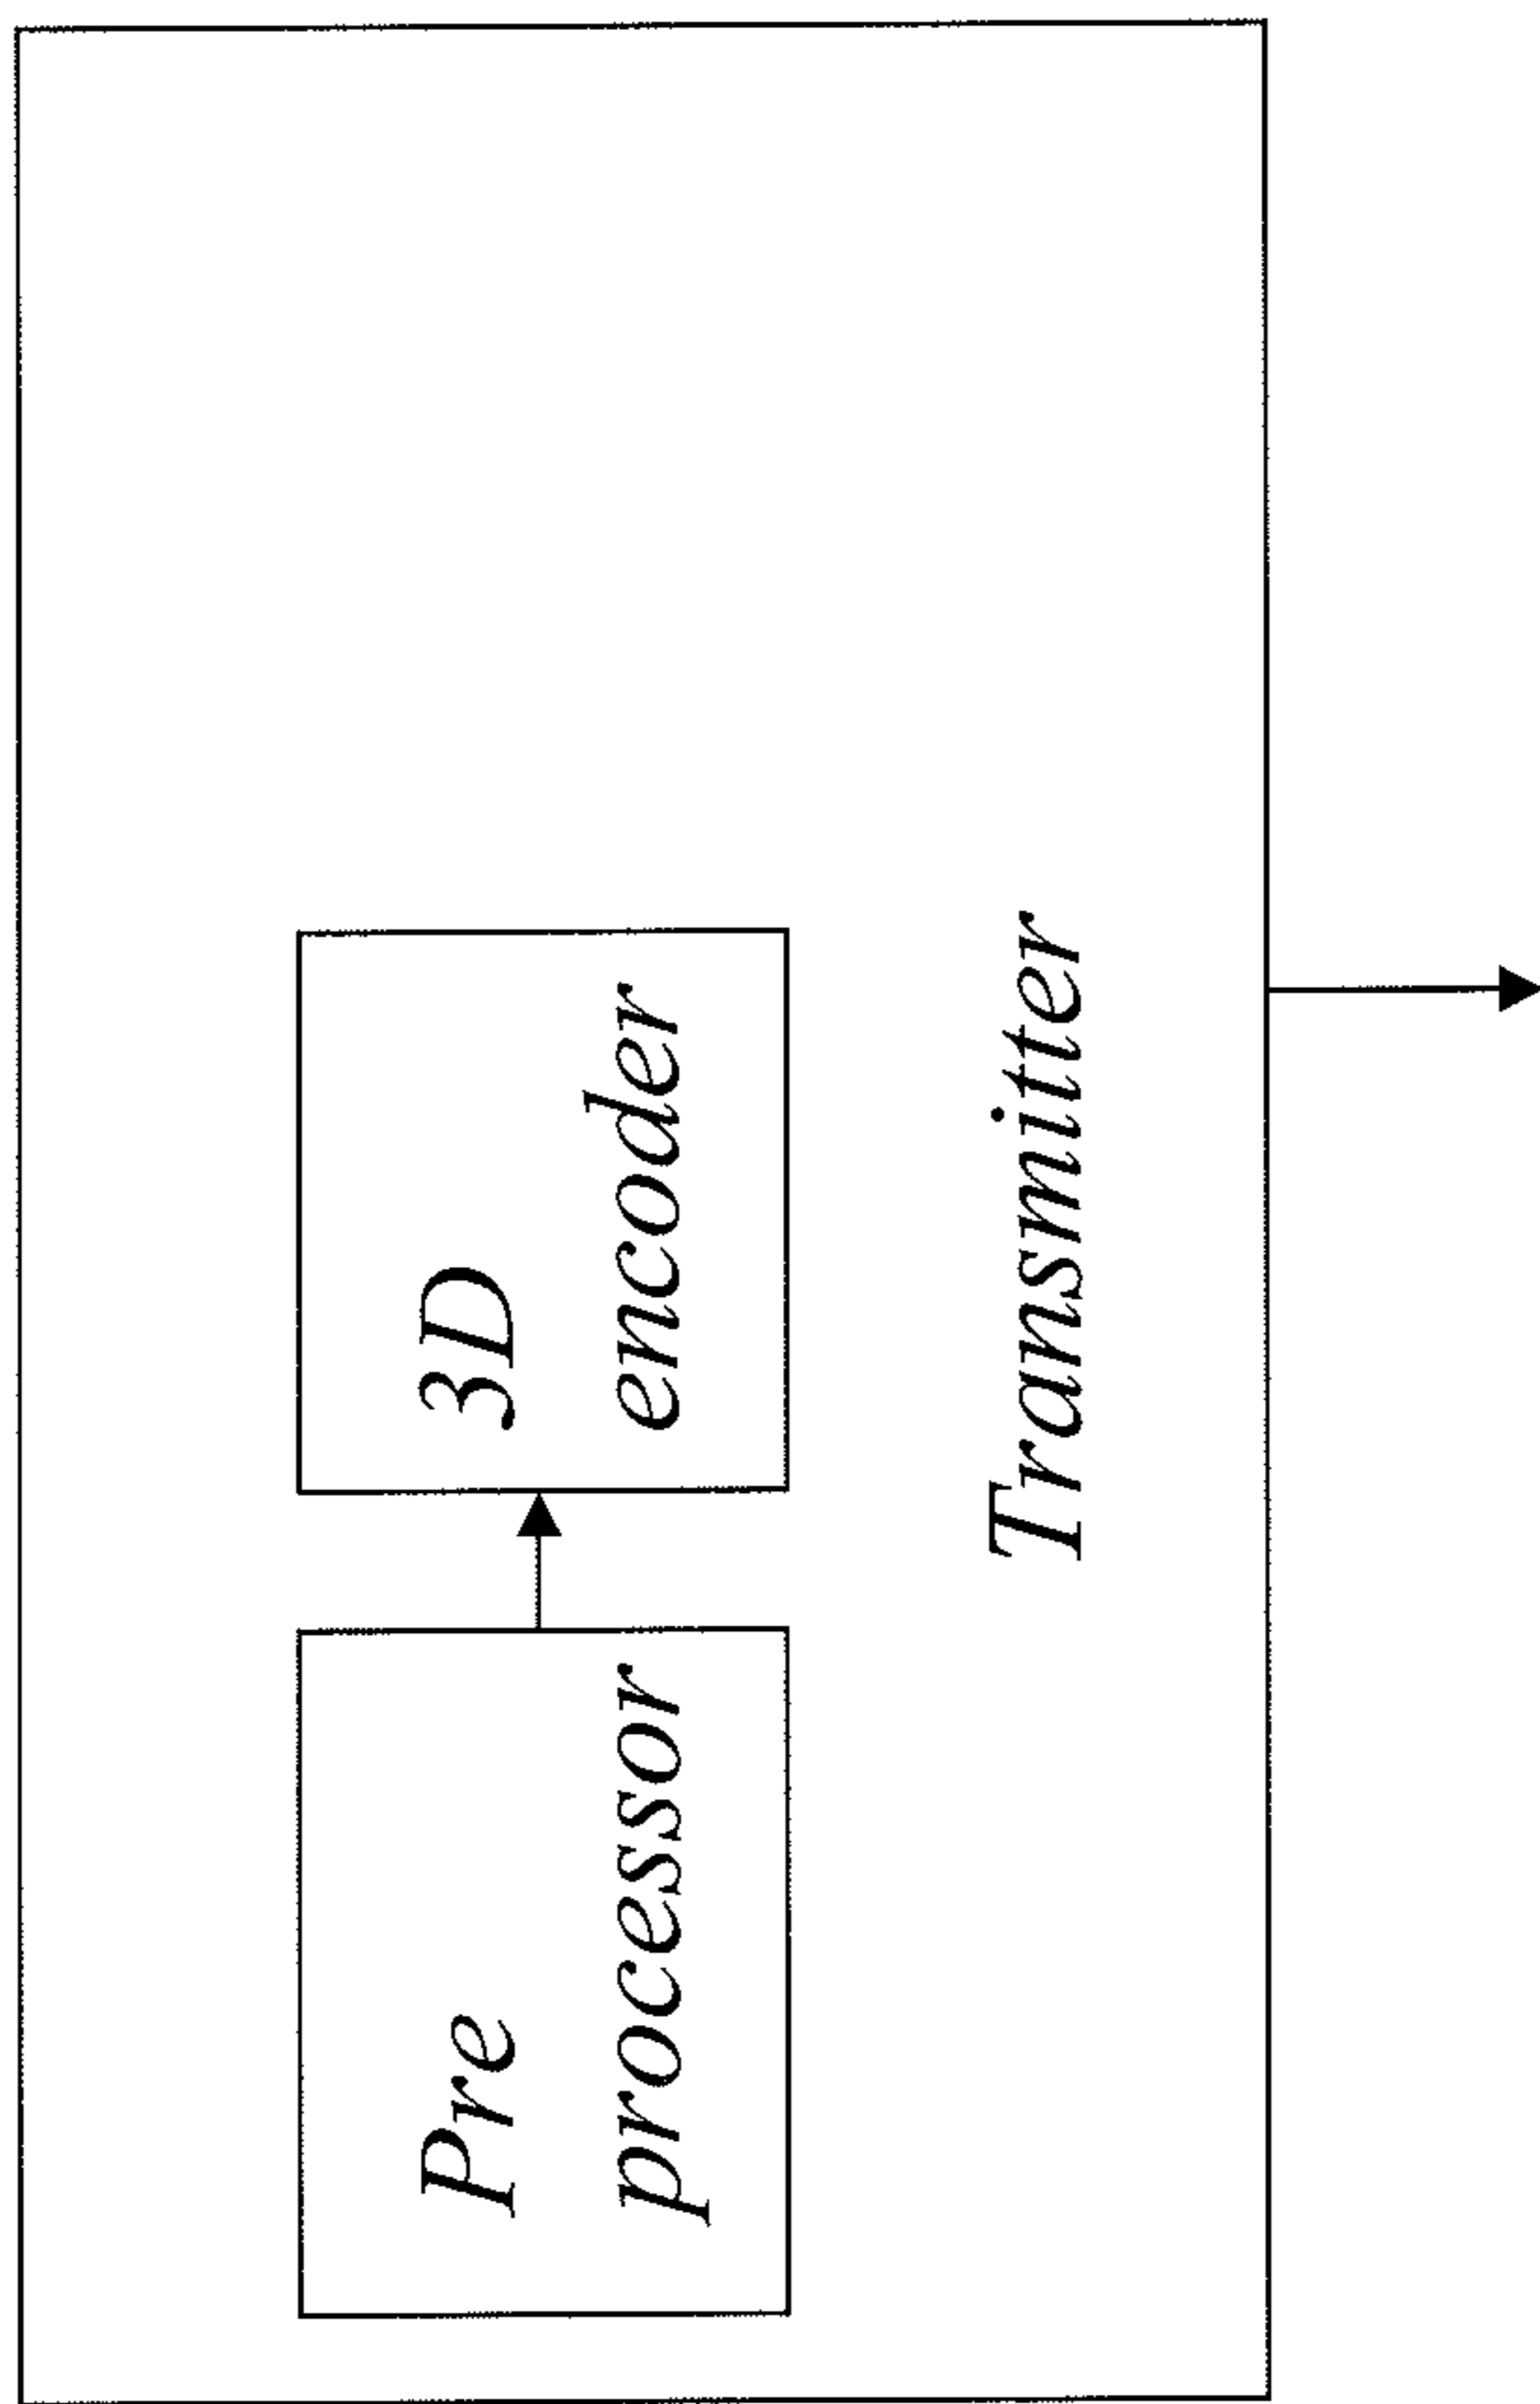 Pre
processor
3D
encoder
Transmitter